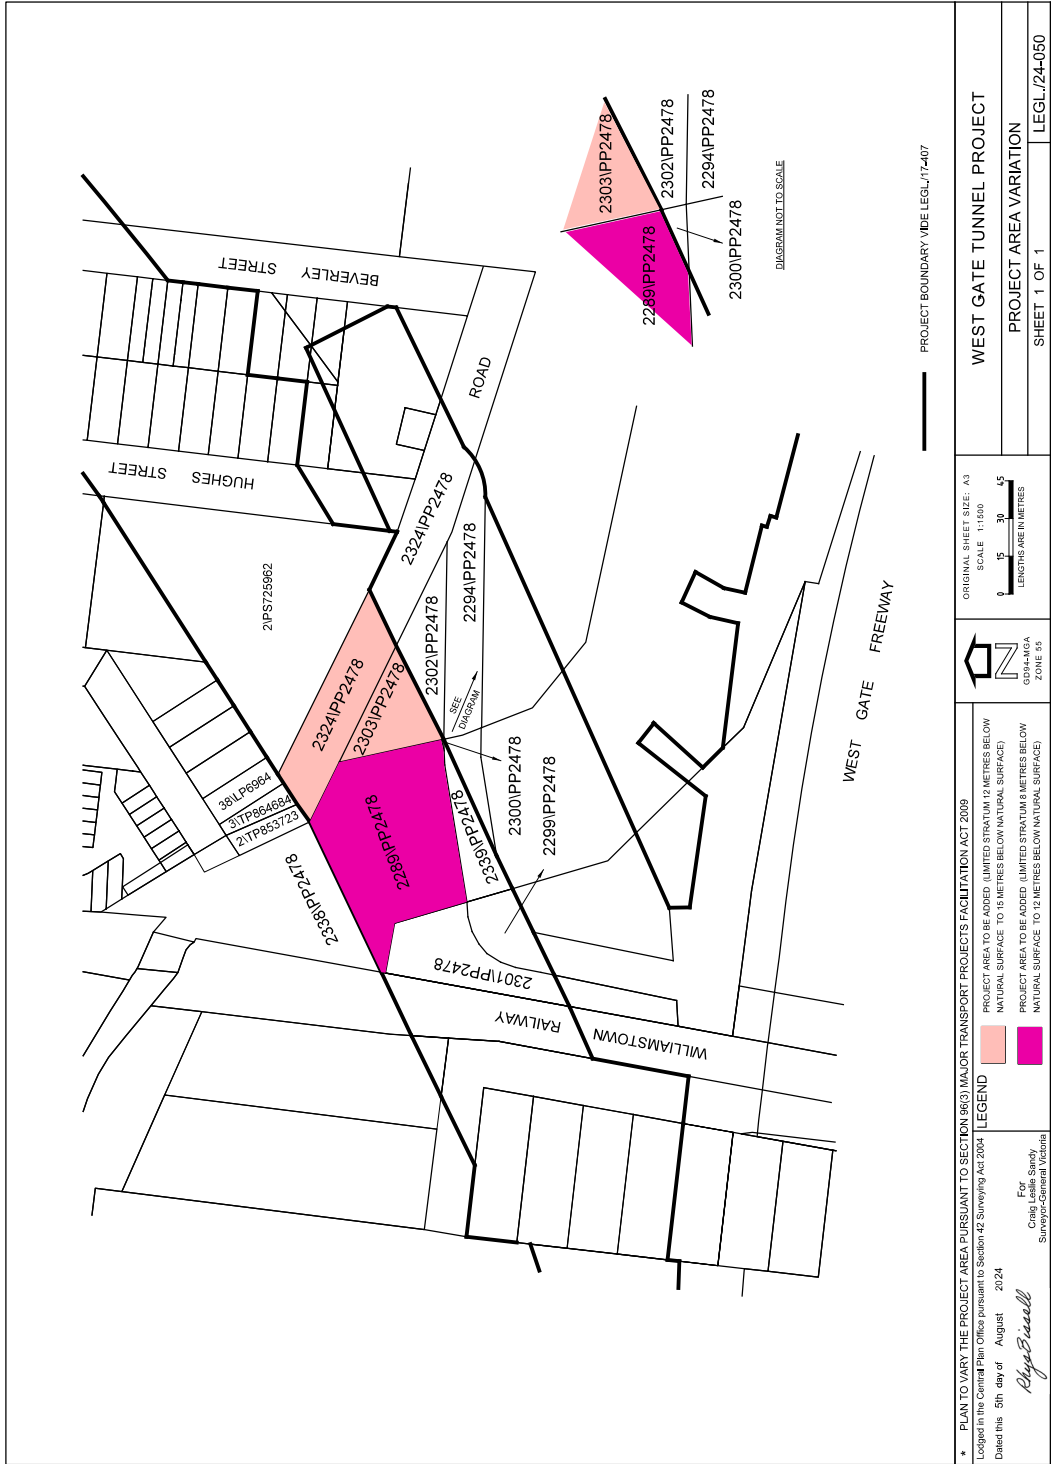 BEVERLEY STREET
HUGHES STREET
ROAD
2\PS725962
2324\PP2478
2294\PP2478
2302\PP2478
2324\PP2478
2303\PP2478
SEE
DIAGRAM
38\LP6964
3\TP864684
2\TP853723
2338\PP2478
2289\PP2478
2339\PP2478
2300\PP2478
2299\PP2478
2301\PP2478
WILLIAMSTOWN RAILWAY
WEST GATE FREEWAY
2303\PP2478
2289\PP2478
2302\PP2478
2294\PP2478
2300\PP2478
DIAGRAM NOT TO SCALE
PROJECT BOUNDARY VIDE LEGL./17-407
* PLAN TO VARY THE PROJECT AREA PURSUANT TO SECTION 96(3) MAJOR TRANSPORT PROJECTS FACILITATION ACT 2009
Lodged in the Central Plan Office pursuant to Section 42 Surveying Act 2004
Dated this 5th day of August 2024
Rhys Bissell
For
Craig Leslie Sandy
Surveyor-General Victoria
LEGEND
PROJECT AREA TO BE ADDED (LIMITED STRATUM 12 METRES BELOW
NATURAL SURFACE TO 15 METRES BELOW NATURAL SURFACE)
PROJECT AREA TO BE ADDED (LIMITED STRATUM 8 METRES BELOW
NATURAL SURFACE TO 12 METRES BELOW NATURAL SURFACE)
N
GD94-MGA
ZONE 55
ORIGINAL SHEET SIZE: A3
SCALE 1:1500
0 15 30 45
LENGTHS ARE IN METRES
WEST GATE TUNNEL PROJECT
PROJECT AREA VARIATION
SHEET 1 OF 1
LEGL./24-050